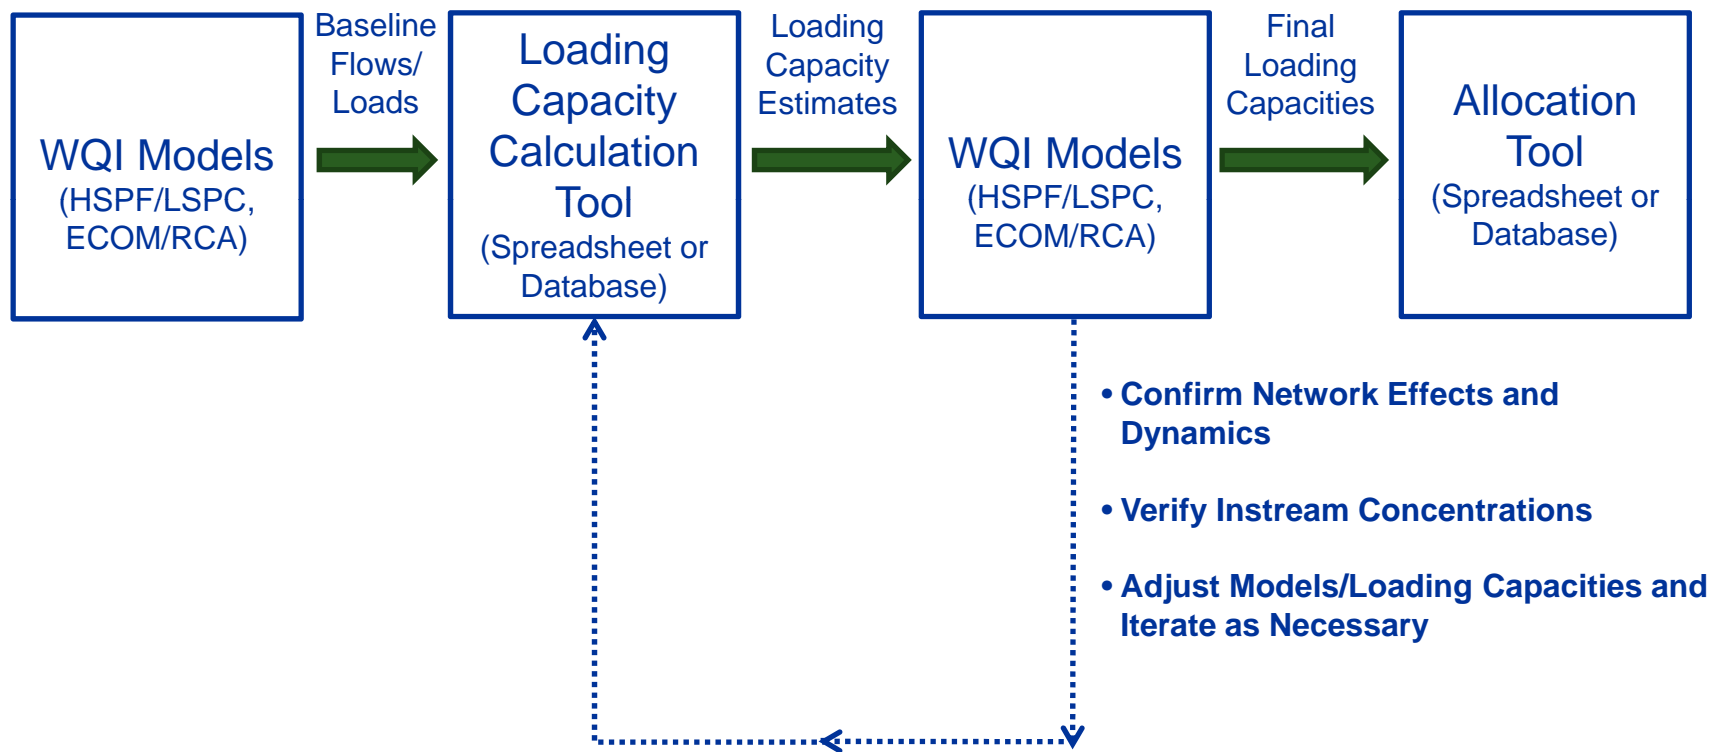 WQI Models
(HSPF/LSPC,
ECOM/RCA)
Baseline
Flows/
Loads
Loading
Capacity
Calculation
Tool
(Spreadsheet or
Database)
Loading
Capacity
Estimates
WQI Models
(HSPF/LSPC,
ECOM/RCA)
Final
Loading
Capacities
Allocation
Tool
(Spreadsheet or
Database)
• Confirm Network Effects and
Dynamics
• Verify Instream Concentrations
• Adjust Models/Loading Capacities and
Iterate as Necessary